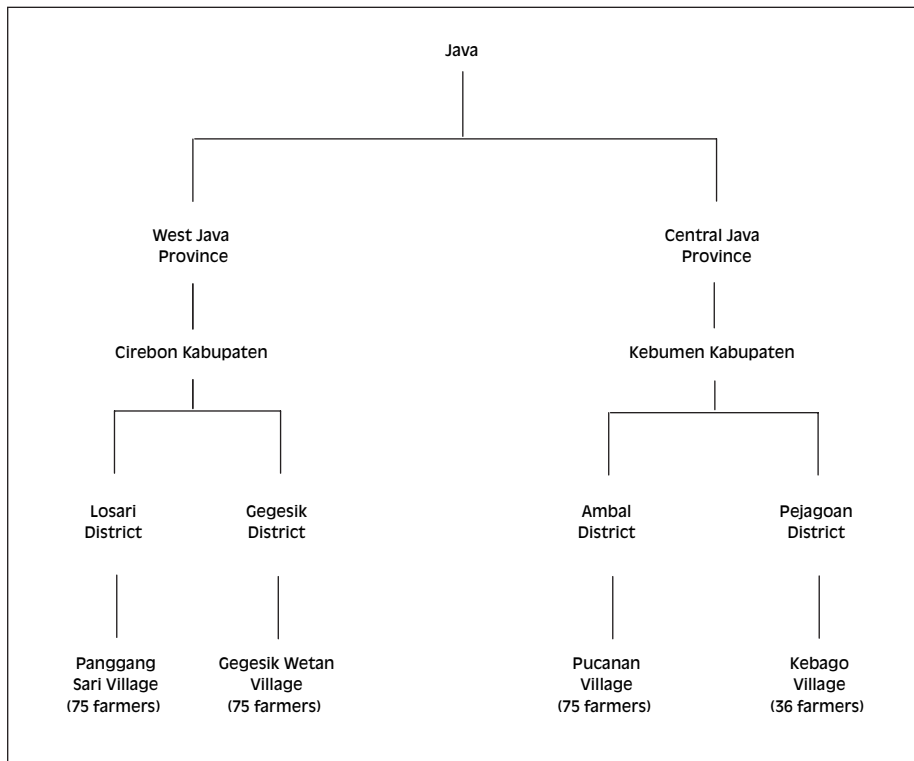 Java
West Java
Province
Central Java
Province
Cirebon Kabupaten
Kebumen Kabupaten
Losari
District
Gegesik
District
Ambal
District
Pejagoan
District
Panggang
Sari Village
(75 farmers)
Gegesik Wetan
Village
(75 farmers)
Pucanan
Village
(75 farmers)
Kebago
Village
(36 farmers)